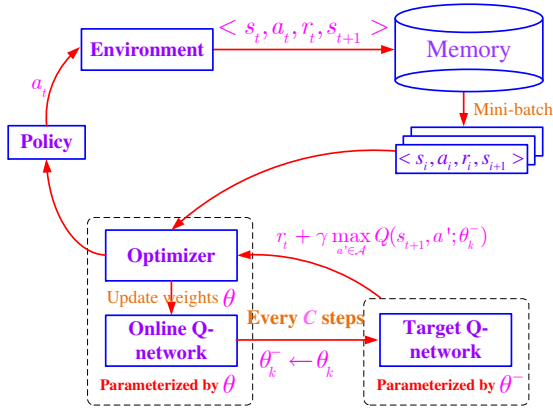 < s_t, a_t, r_t, s_{t+1} >
Environment
Memory
a_t
Mini-batch
Policy
< s_i, a_i, r_i, s_{i+1} >
r_t + γ max_{a'∈𝒜} Q(s_{t+1}, a'; θ_k^−)
Optimizer
Update weights θ
Every C steps
Online Q-
network
Target Q-
network
θ_k^− ← θ_k
Parameterized by θ
Parameterized by θ^−